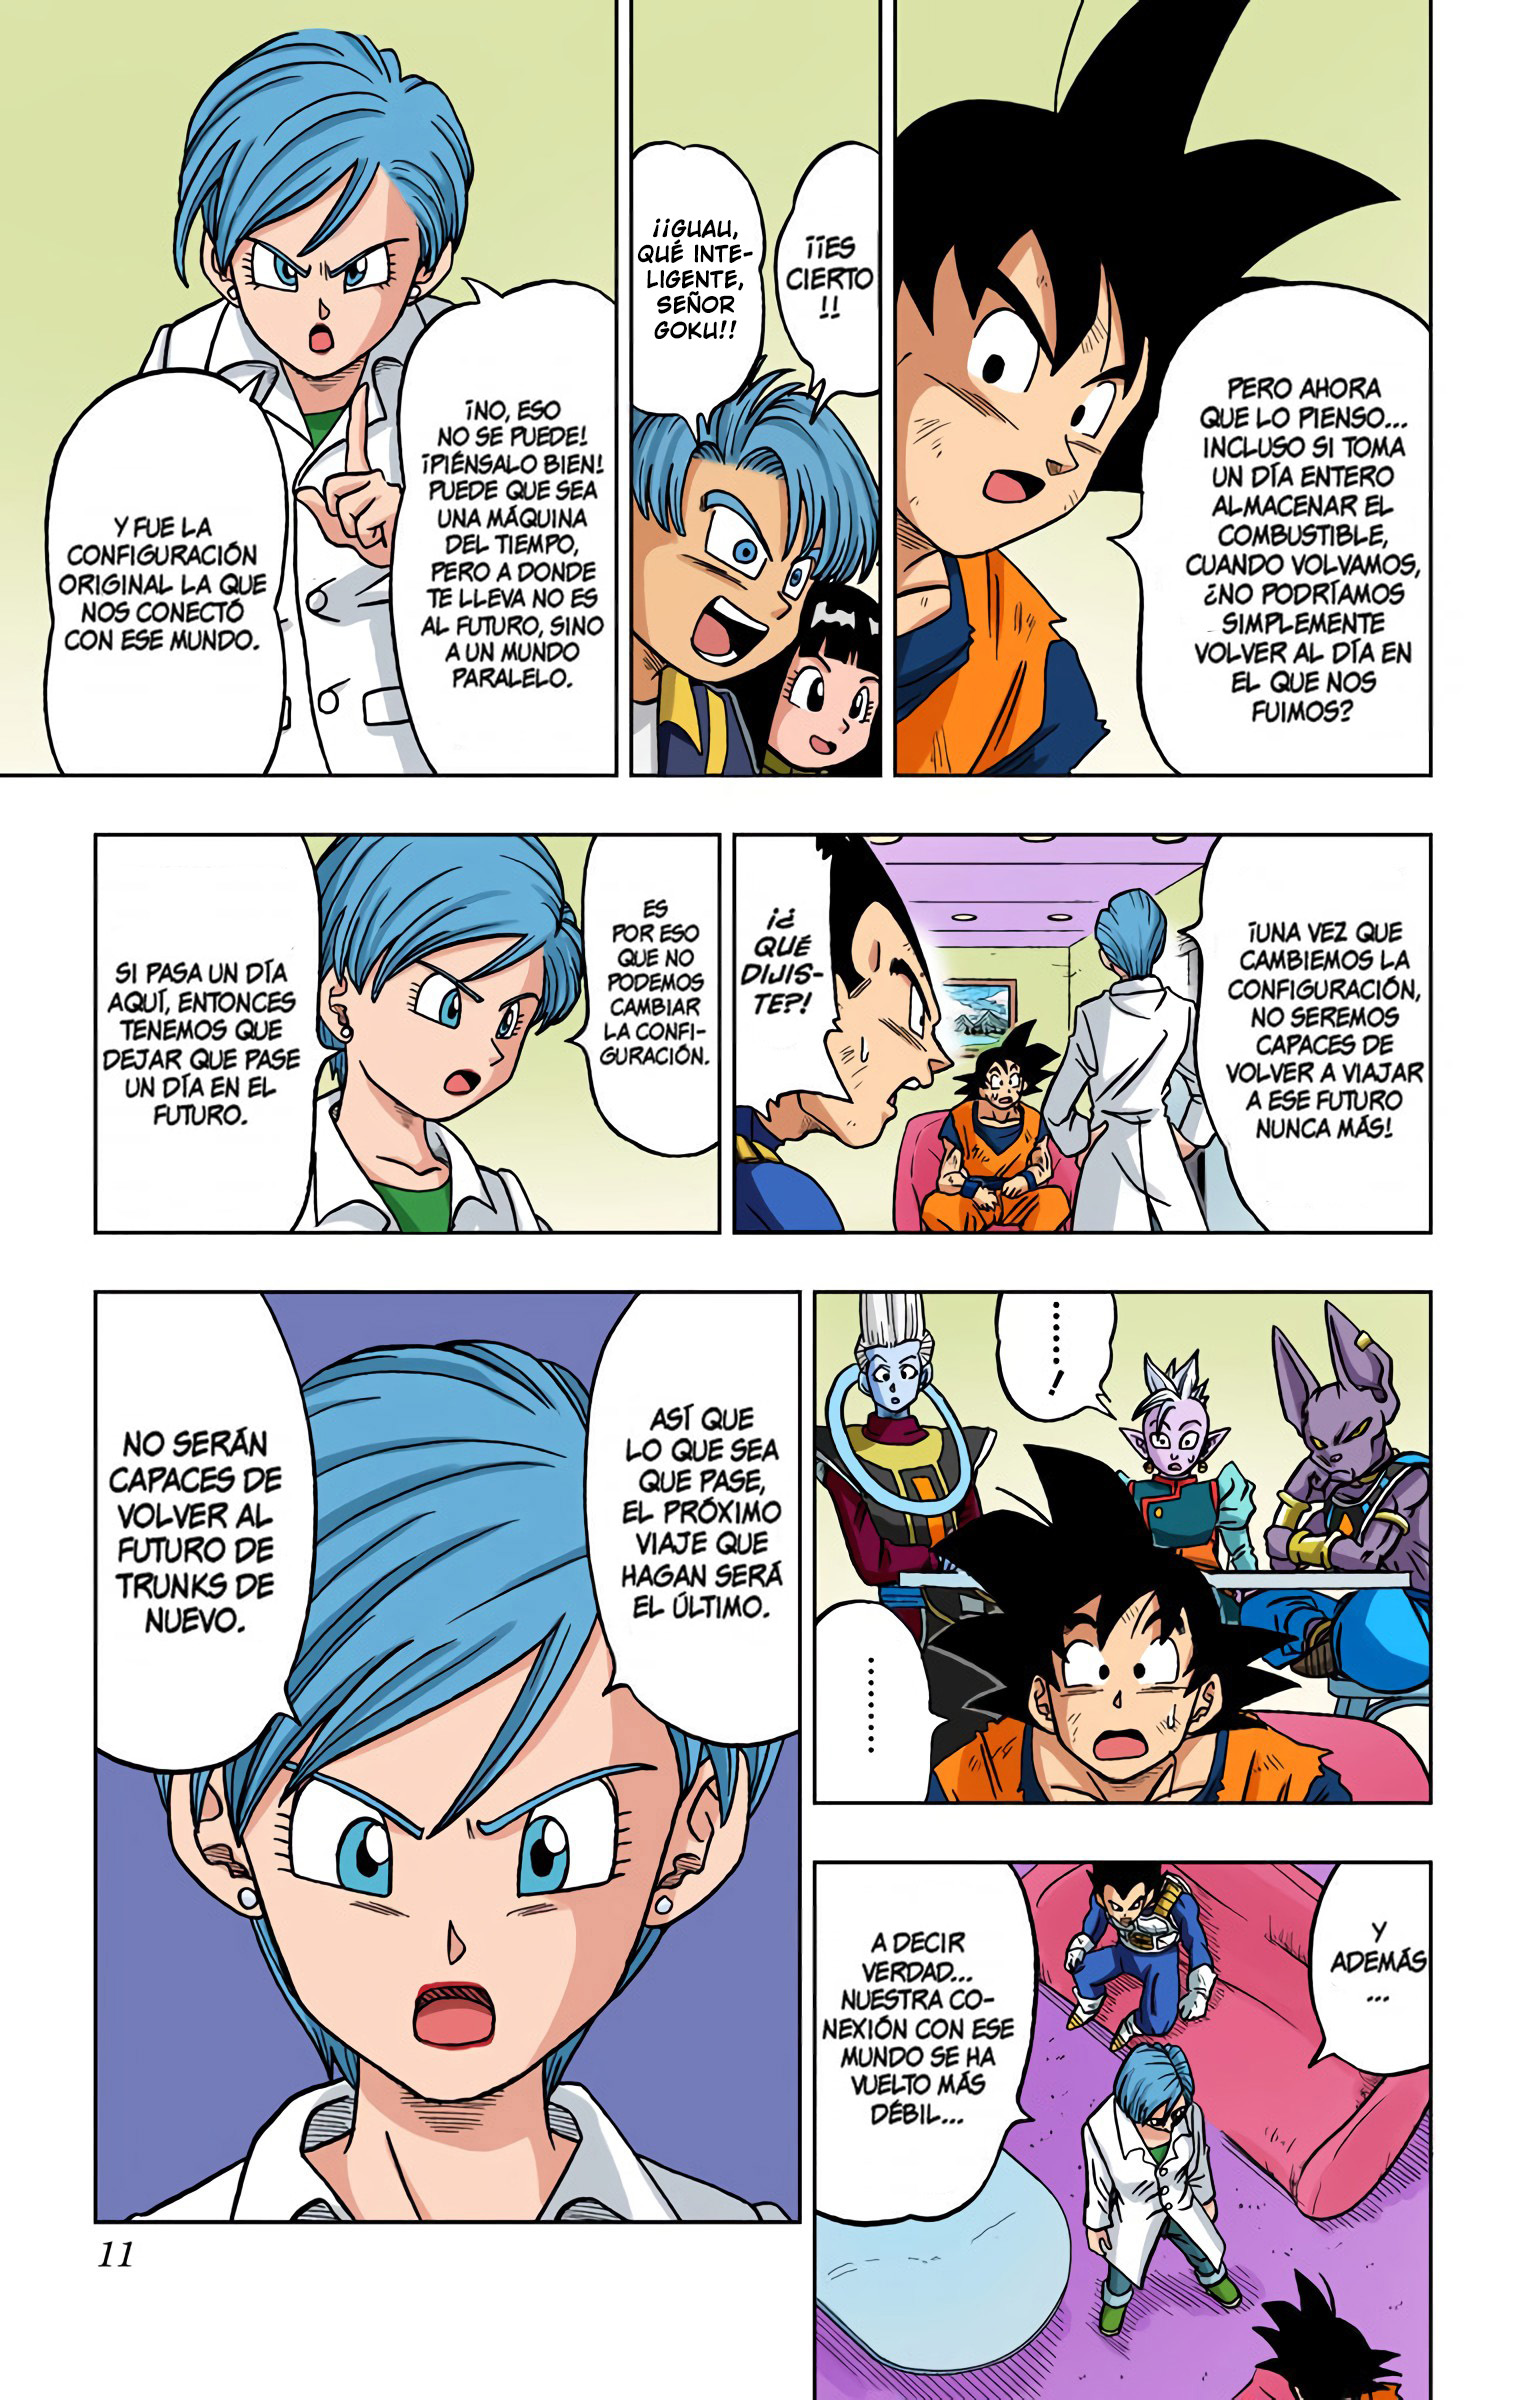 PERO AHORA
QUE LO PIENSO...
INCLUSO SI TOMA
UN DÍA ENTERO
ALMACENAR EL
COMBUSTIBLE,
CUANDO VOLVAMOS,
¿NO PODRÍAMOS
SIMPLEMENTE
VOLVER AL DÍA EN
EL QUE NOS
FUIMOS?
¡¡ES
CIERTO
!!
¡¡GUAU,
QUÉ INTE-
LIGENTE,
SEÑOR
GOKU!!
¡NO, ESO
NO SE PUEDE!
¡PIÉNSALO BIEN!
PUEDE QUE SEA
UNA MÁQUINA
DEL TIEMPO,
PERO A DONDE
TE LLEVA NO ES
AL FUTURO, SINO
A UN MUNDO
PARALELO.
Y FUE LA
CONFIGURACIÓN
ORIGINAL LA QUE
NOS CONECTÓ
CON ESE MUNDO.
¡UNA VEZ QUE
CAMBIEMOS LA
CONFIGURACIÓN,
NO SEREMOS
CAPACES DE
VOLVER A VIAJAR
A ESE FUTURO
NUNCA MÁS!
¡¿
QUÉ
DIJIS-
TE?!
ES
POR ESO
QUE NO
PODEMOS
CAMBIAR
LA CONFI-
GURACIÓN.
SI PASA UN DÍA
AQUÍ, ENTONCES
TENEMOS QUE
DEJAR QUE PASE
UN DÍA EN EL
FUTURO.
.......!
.........
Y
ADEMÁS
...
A DECIR
VERDAD...
NUESTRA CO-
NEXIÓN CON ESE
MUNDO SE HA
VUELTO MÁS
DÉBIL...
ASÍ QUE
LO QUE SEA
QUE PASE,
EL PRÓXIMO
VIAJE QUE
HAGAN SERÁ
EL ÚLTIMO.
NO SERÁN
CAPACES DE
VOLVER AL
FUTURO DE
TRUNKS DE
NUEVO.
11